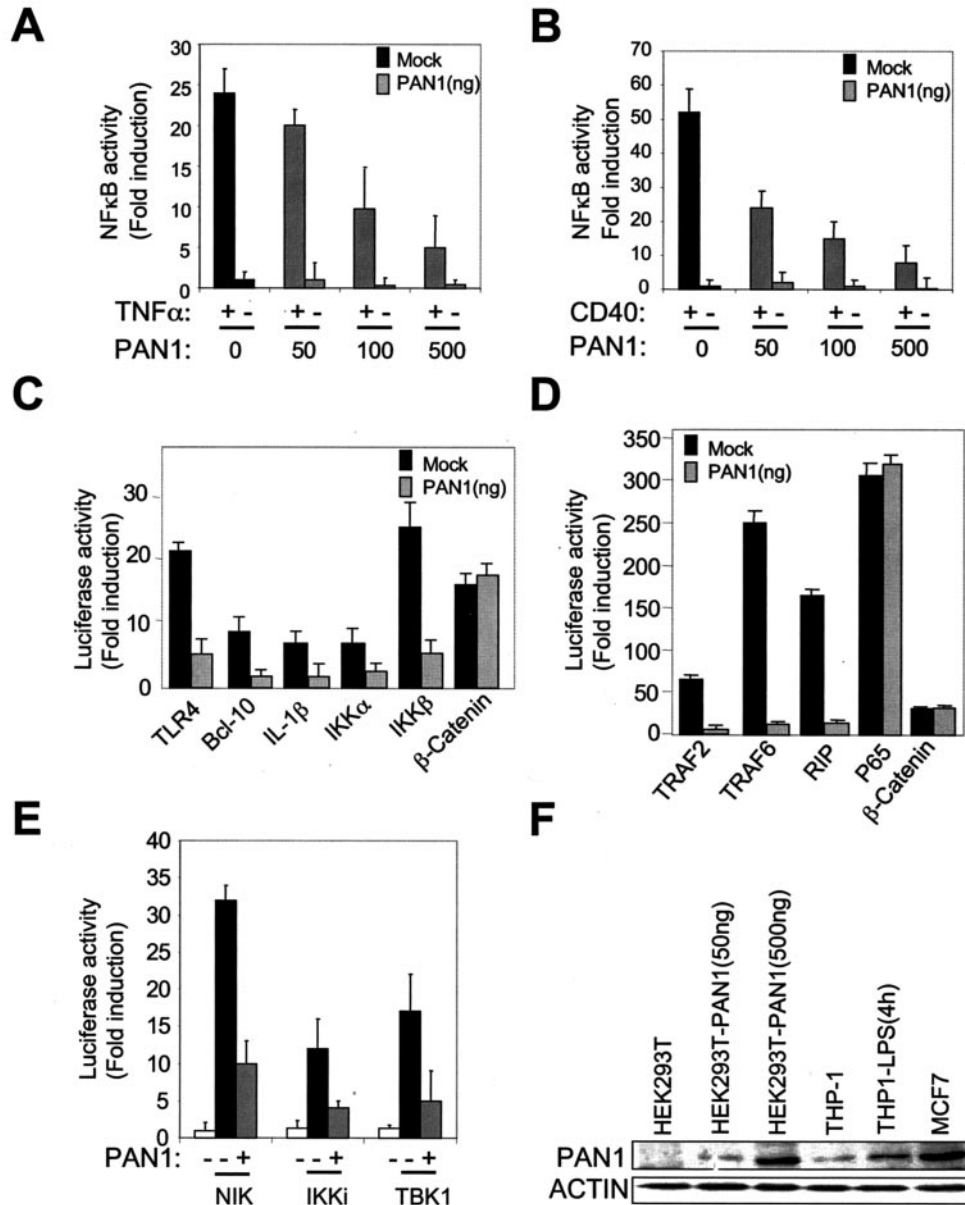 A
NFκB activity
(Fold induction)
30
25
20
15
10
5
0
Mock
PAN1(ng)
TNFα: + - + - + - + -
PAN1: 0 50 100 500
B
NFκB activity
Fold induction
70
60
50
40
30
20
10
0
Mock
PAN1(ng)
CD40: + - + - + - + -
PAN1: 0 50 100 500
C
Luciferase activity
(Fold induction)
30
20
10
0
Mock
PAN1(ng)
TLR4
Bcl-10
IL-1β
IKKα
IKKβ
β-Catenin
D
Luciferase activity
(Fold induction)
350
300
250
200
150
100
50
0
Mock
PAN1(ng)
TRAF2
TRAF6
RIP
P65
β-Catenin
E
Luciferase activity
(Fold induction)
40
35
30
25
20
15
10
5
0
PAN1: - - + - - + - - +
NIK IKKi TBK1
F
HEK293T
HEK293T-PAN1(50ng)
HEK293T-PAN1(500ng)
THP-1
THP1-LPS(4h)
MCF7
PAN1
ACTIN